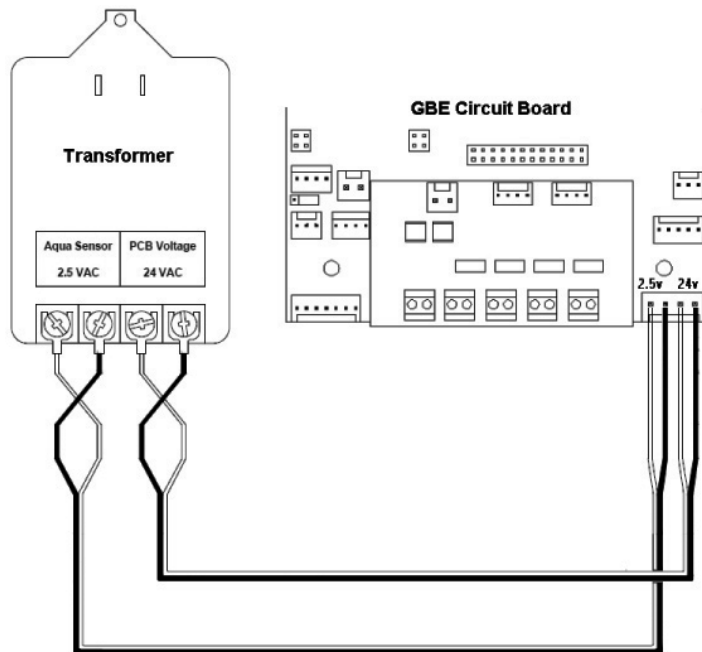 GBE Circuit Board
Transformer
Aqua Sensor PCB Voltage
2.5 VAC 24 VAC
2.5v 24v